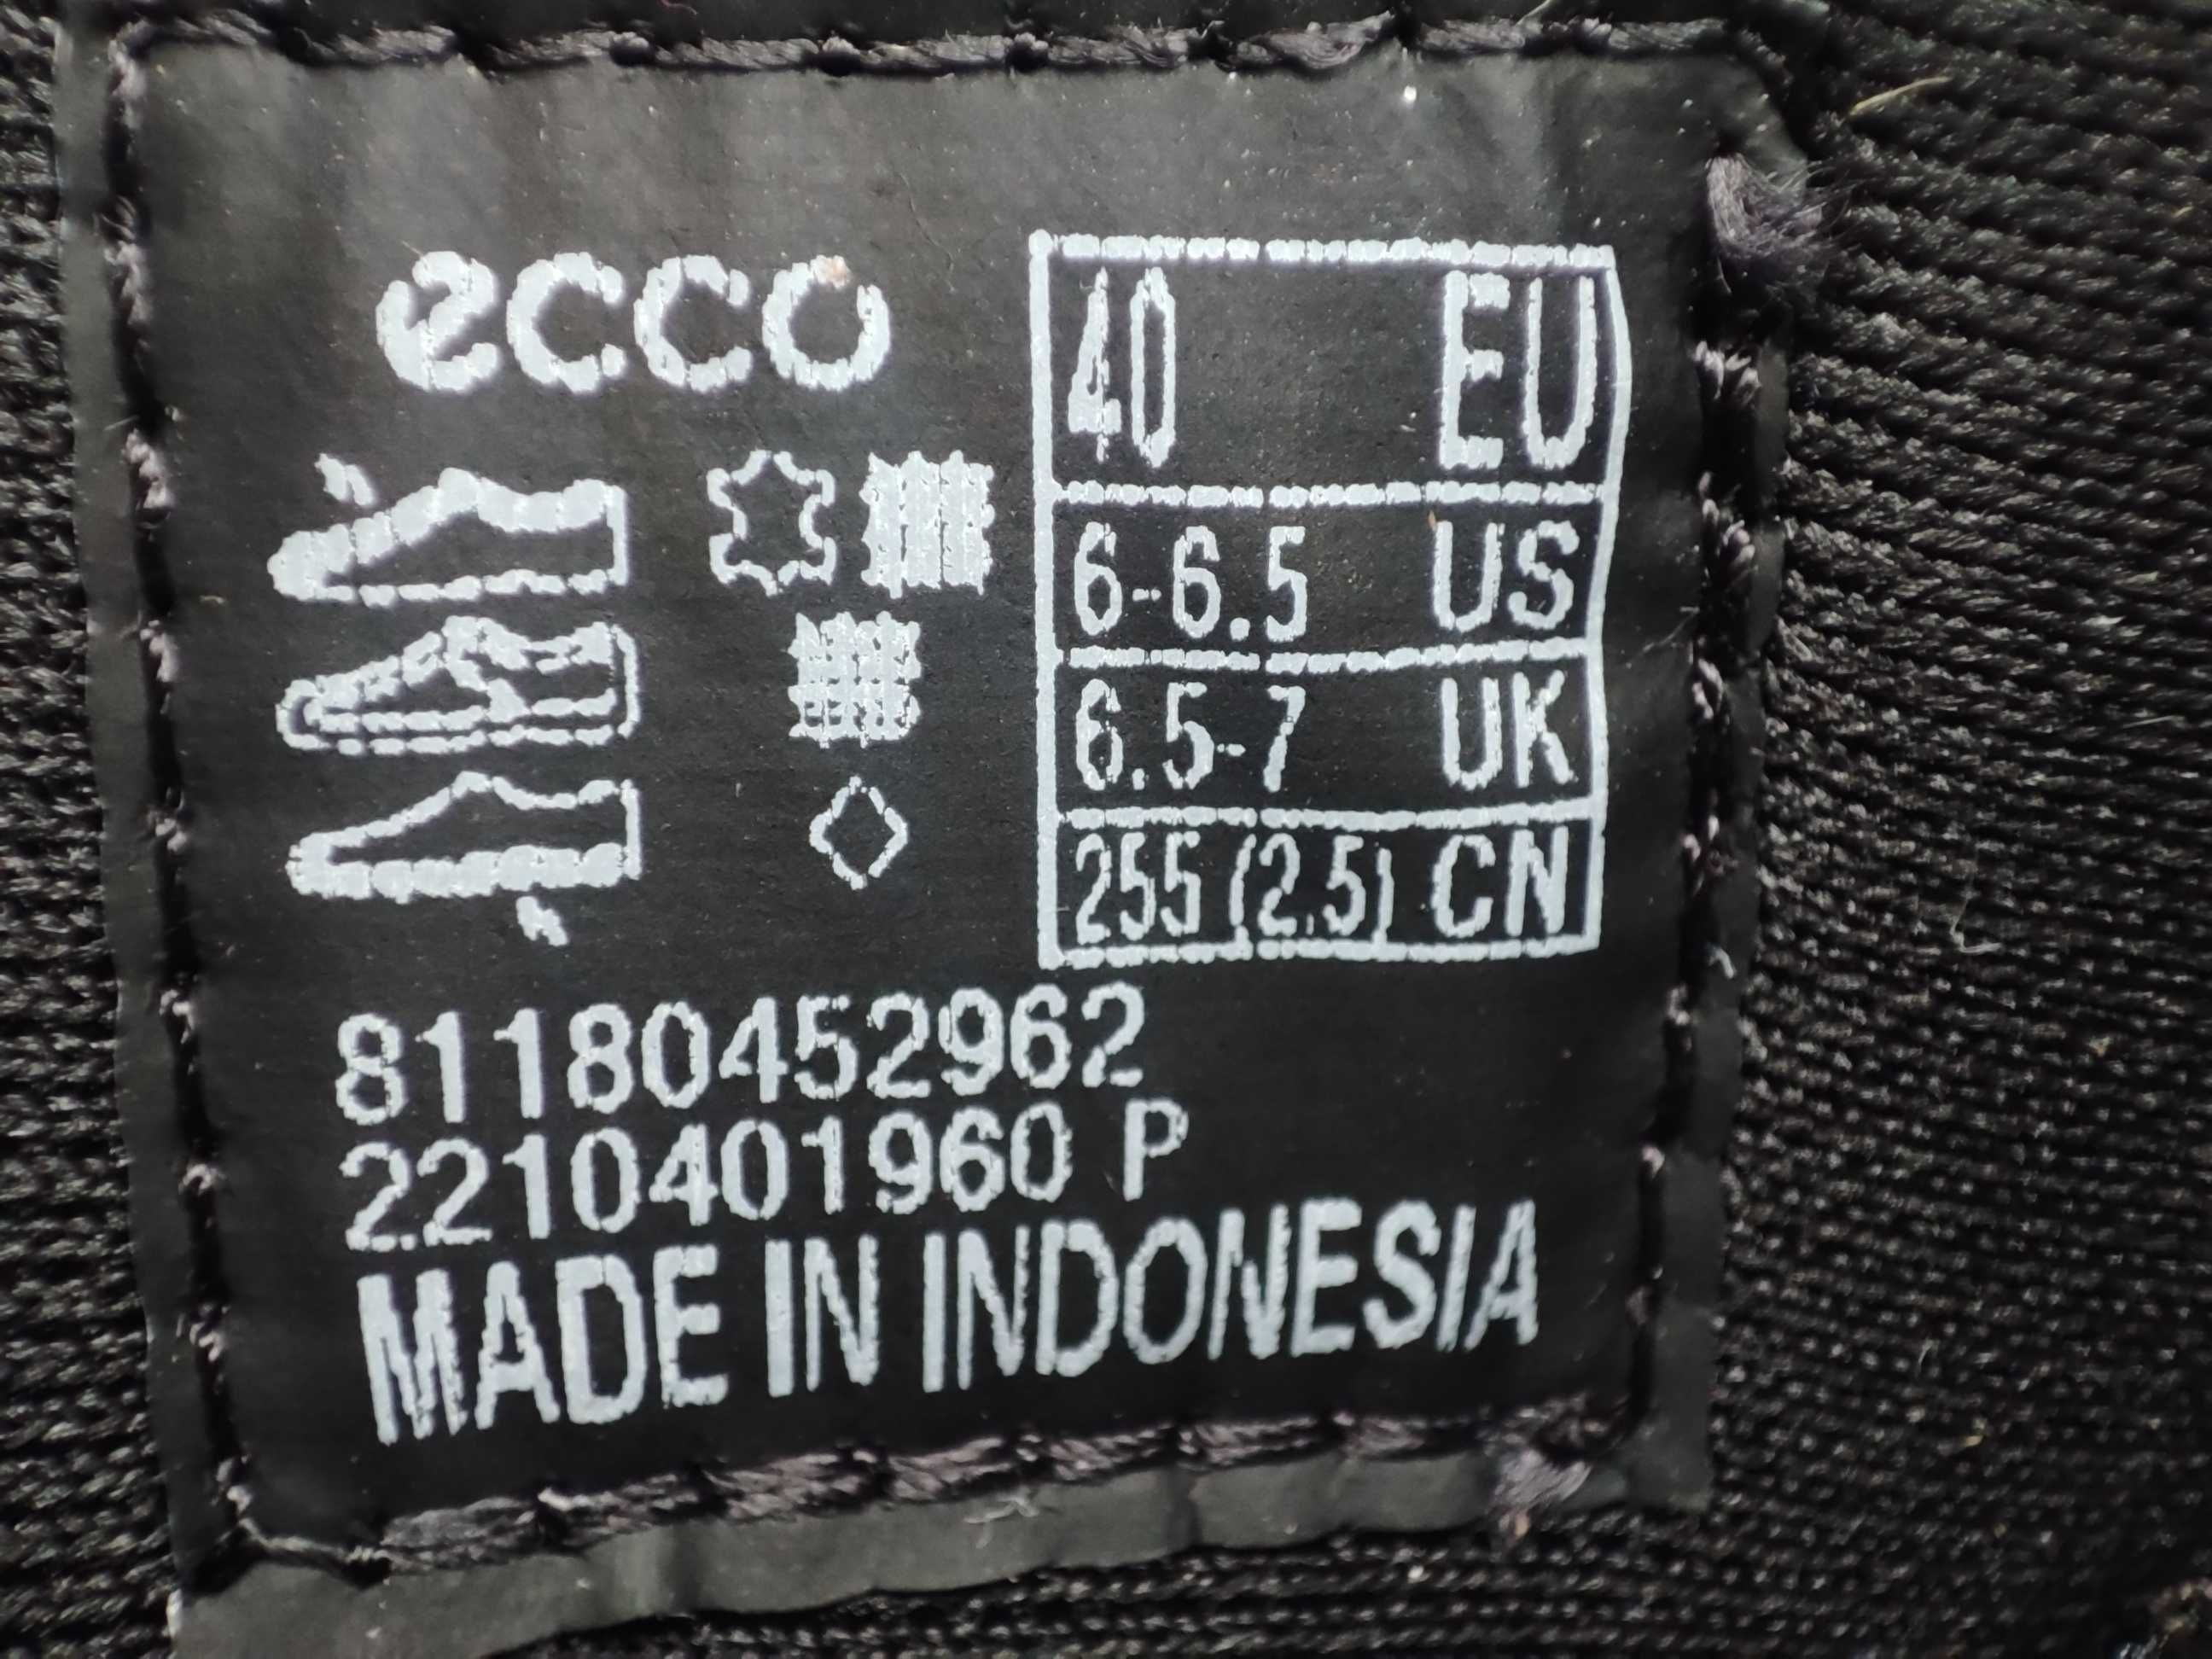 ecco
40 EU
6-6.5 US
6.5-7 UK
255 (2.5) CN
81180452962
2210401960 P
MADE IN INDONESIA